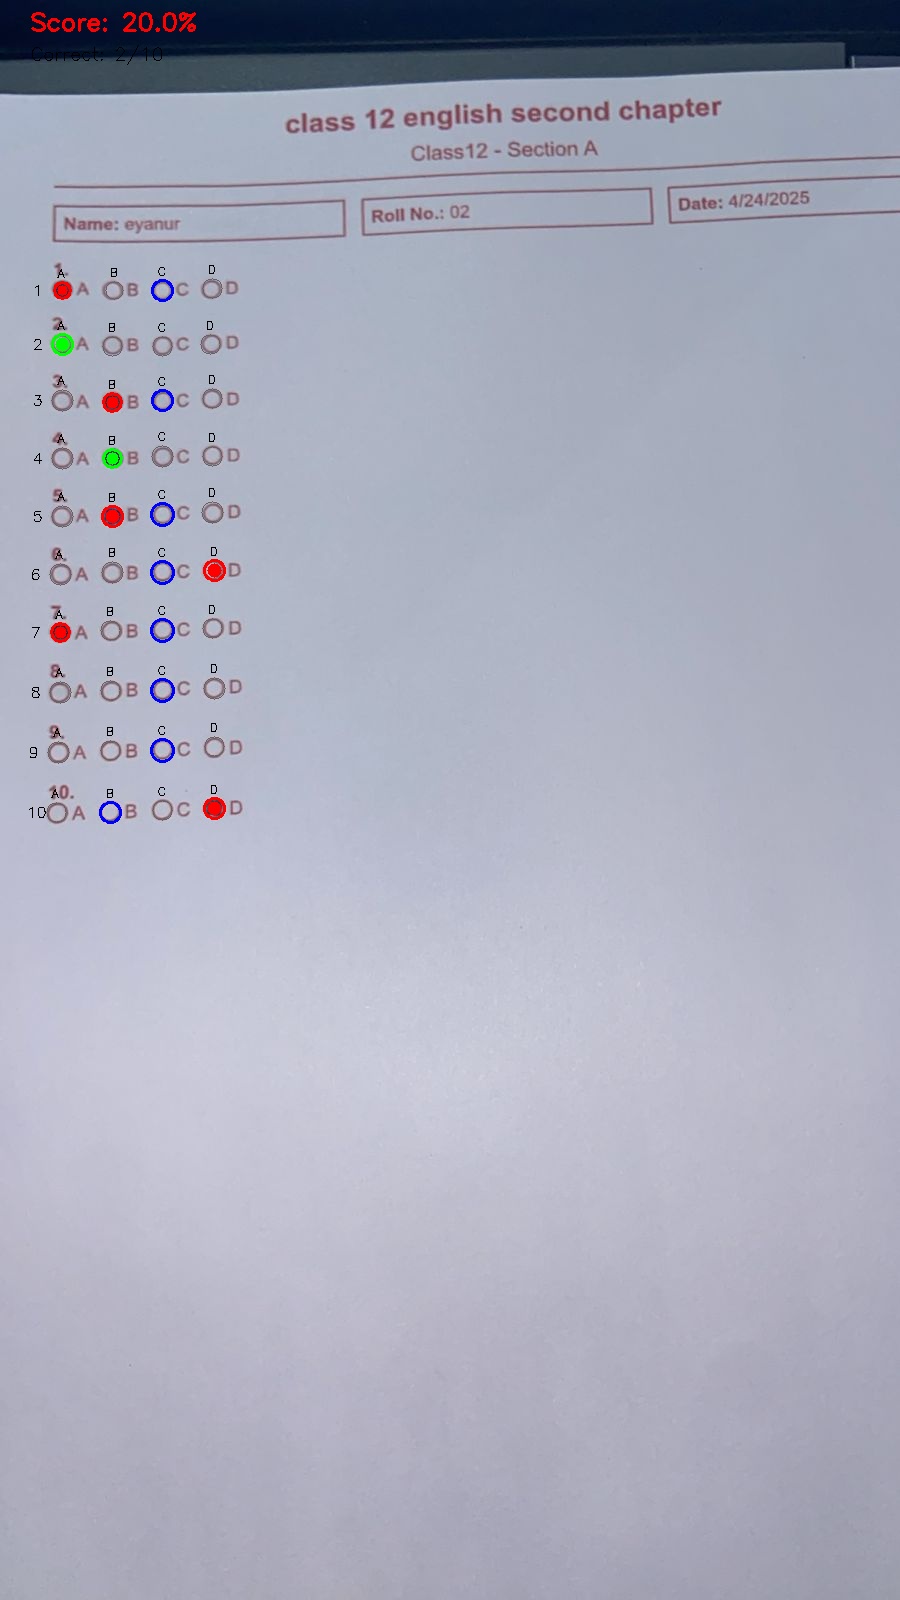 Score: 20.0%
Correct: 2/10
class 12 english second chapter
Class12 - Section A
Name: eyanur
Roll No.: 02
Date: 4/24/2025
1.
A B C D
1 A B C D
2.
A B C D
2 A B C D
3.
A B C D
3 A B C D
4.
A B C D
4 A B C D
5.
A B C D
5 A B C D
6.
A B C D
6 A B C D
7.
A B C D
7 A B C D
8.
A B C D
8 A B C D
9.
A B C D
9 A B C D
10.
A B C D
10 A B C D